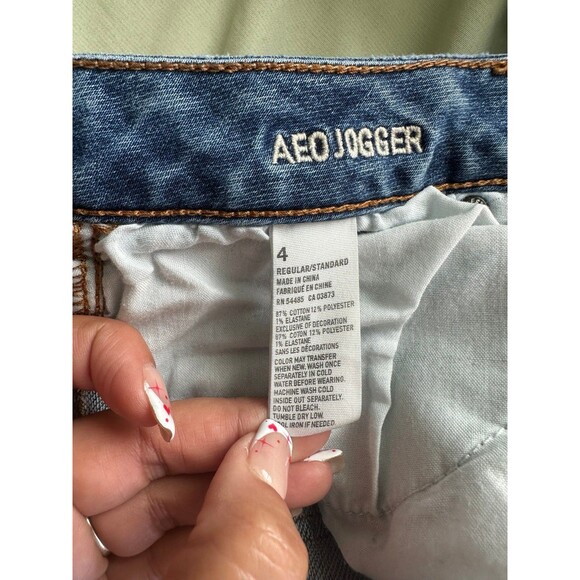 AEO JOGGER
4
REGULAR/STANDARD
MADE IN CHINA
FABRIQUÉ EN CHINE
RN 54485 CA 03873
87% COTTON 12% POLYESTER
1% ELASTANE
EXCLUSIVE OF DECORATION
87% COTON 12% POLYESTER
1% ELASTANE
SANS LES DÉCORATIONS
COLOR MAY TRANSFER
WHEN NEW. WASH ONCE
SEPARATELY IN COLD
WATER BEFORE WEARING.
MACHINE WASH COLD
INSIDE OUT SEPARATELY.
DO NOT BLEACH.
TUMBLE DRY LOW.
IRON IF NEEDED.